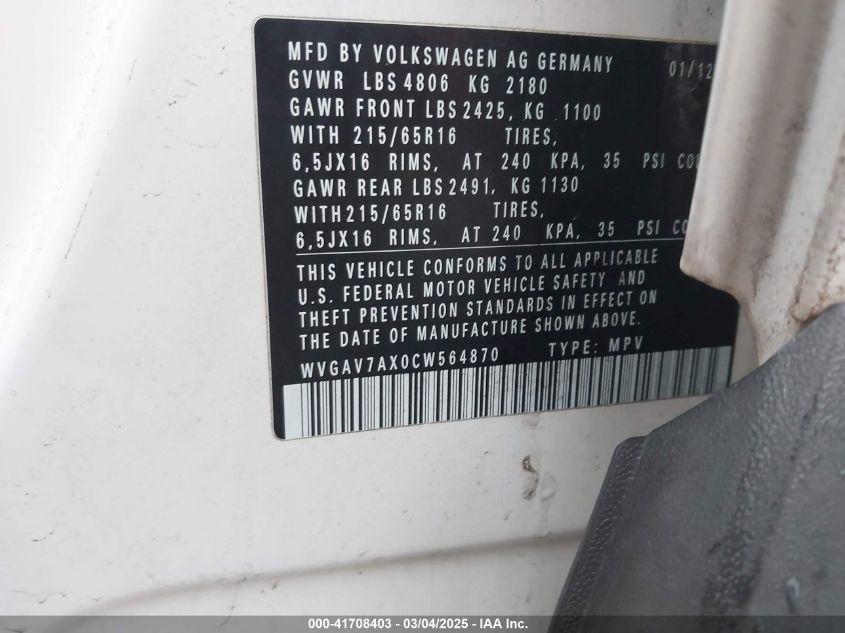 MFD BY VOLKSWAGEN AG GERMANY 01/12
GVWR LBS 4806 KG 2180
GAWR FRONT LBS 2425, KG 1100
WITH 215/65R16 TIRES,
6,5JX16 RIMS, AT 240 KPA, 35 PSI
GAWR REAR LBS 2491, KG 1130
WITH 215/65R16 TIRES,
6,5JX16 RIMS, AT 240 KPA, 35 PSI
THIS VEHICLE CONFORMS TO ALL APPLICABLE
U.S. FEDERAL MOTOR VEHICLE SAFETY AND
THEFT PREVENTION STANDARDS IN EFFECT ON
THE DATE OF MANUFACTURE SHOWN ABOVE.
WVGAV7AX0CW564870 TYPE: MPV
000-41708403 - 03/04/2025 - IAA Inc.